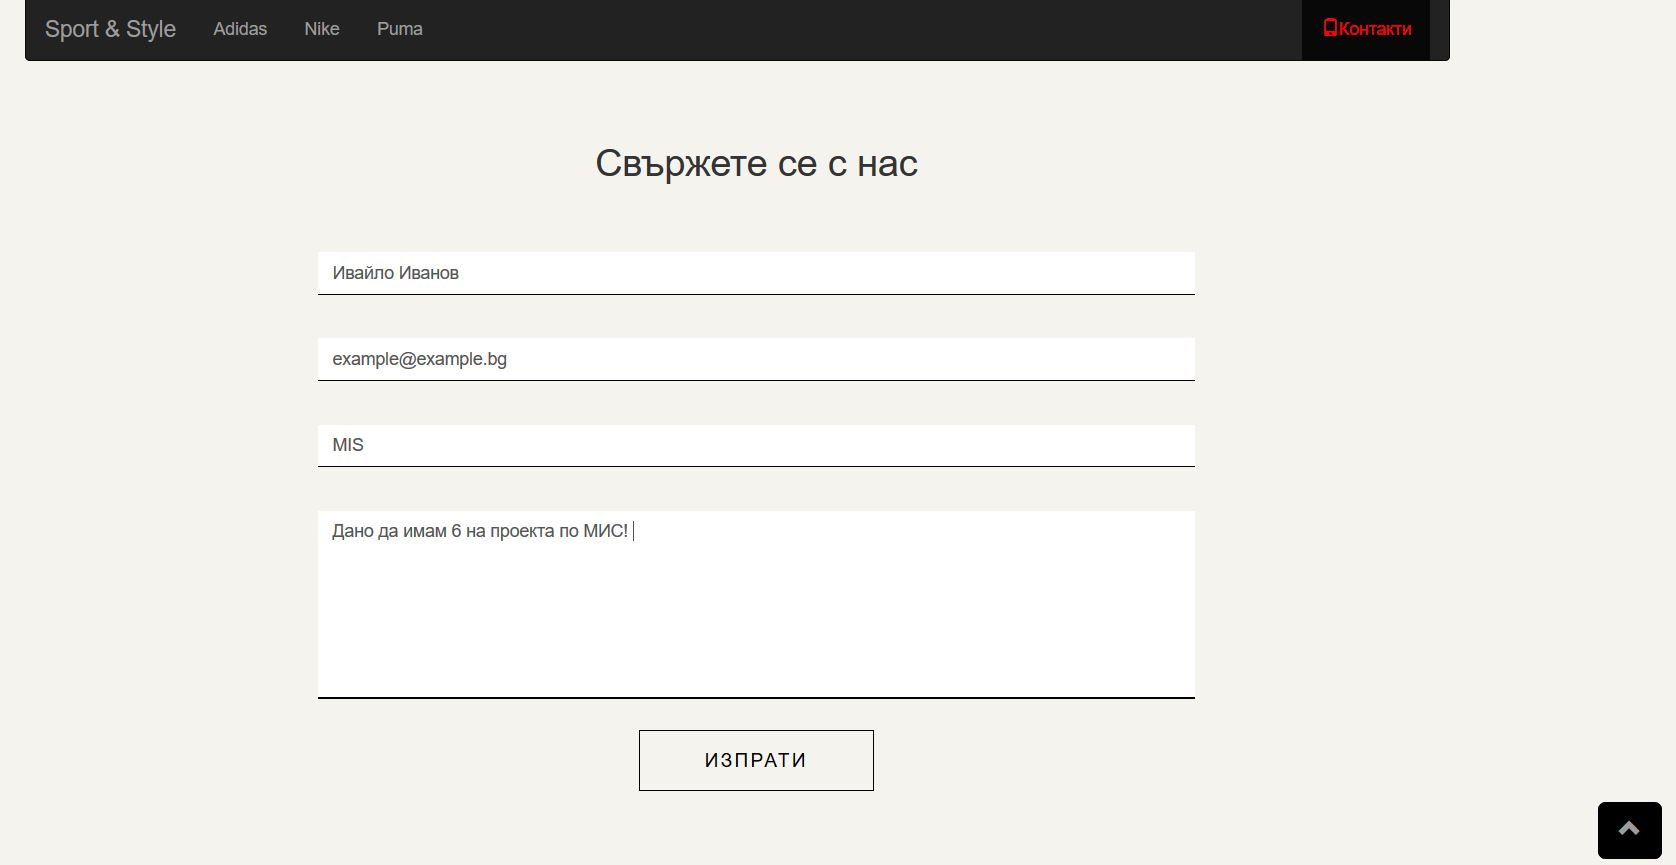 Sport & Style Adidas Nike Puma Контакти
Свържете се с нас
Ивайло Иванов
example@example.bg
MIS
Дано да имам 6 на проекта по МИС!
ИЗПРАТИ